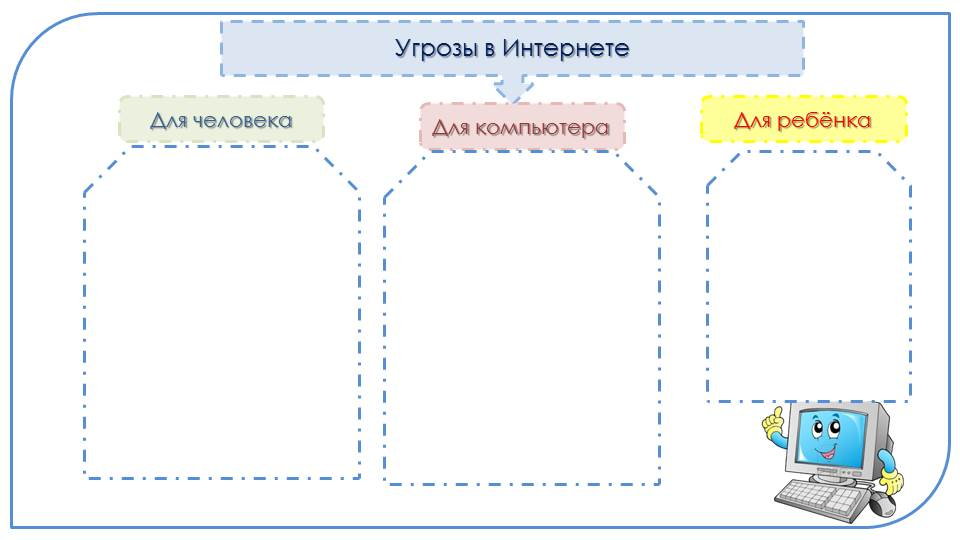 Угрозы в Интернете
Для человека
Для компьютера
Для ребёнка